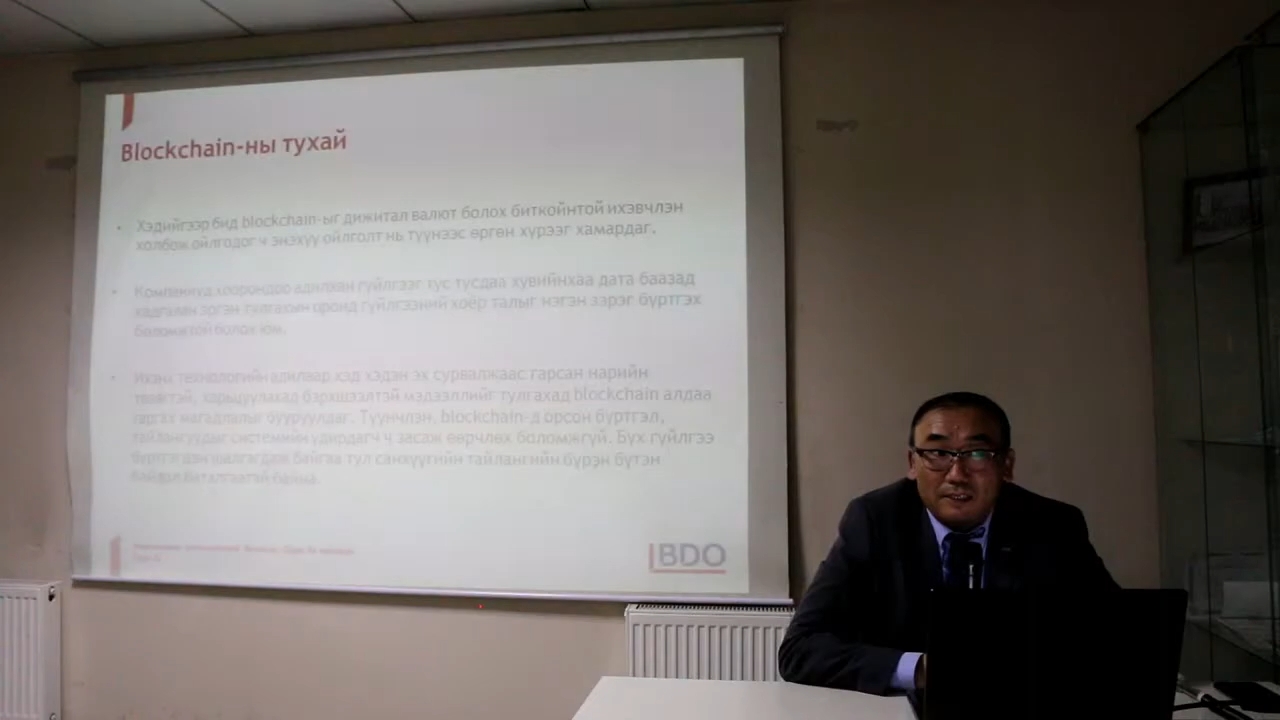 Blockchain-ны тухай
• Хэдийгээр бид blockchain-ыг дижитал валют болох биткойнтой ихэвчлэн
холбож ойлгодог ч энэхүү ойлголт нь түүнээс өргөн хүрээг хамардаг.
• Компаниуд хоорондоо адилхан гүйлгээг тус тусдаа хувийнхаа дата баазад
хадгалан эргэн тулгахын оронд гүйлгээний хоёр талыг нэгэн зэрэг бүртгэх
боломжтой болох юм.
• Ихэнх технологийн адилаар хэд хэдэн эх сурвалжаас гарсан нарийн
төвөгтэй, харьцуулахад бэрхшээлтэй мэдээллийг тулгахад blockchain алдаа
гаргах магадлалыг бууруулдаг. Түүнчлэн, blockchain-д орсон бүртгэл,
тайлангуудыг системийн удирдагч ч засаж өөрчлөх боломжгүй. Бүх гүйлгээ
бүртгэгдэн шалгагдаж байгаа тул санхүүгийн тайлангийн бүрэн бүтэн
байдал баталгаатай байна.
BDO